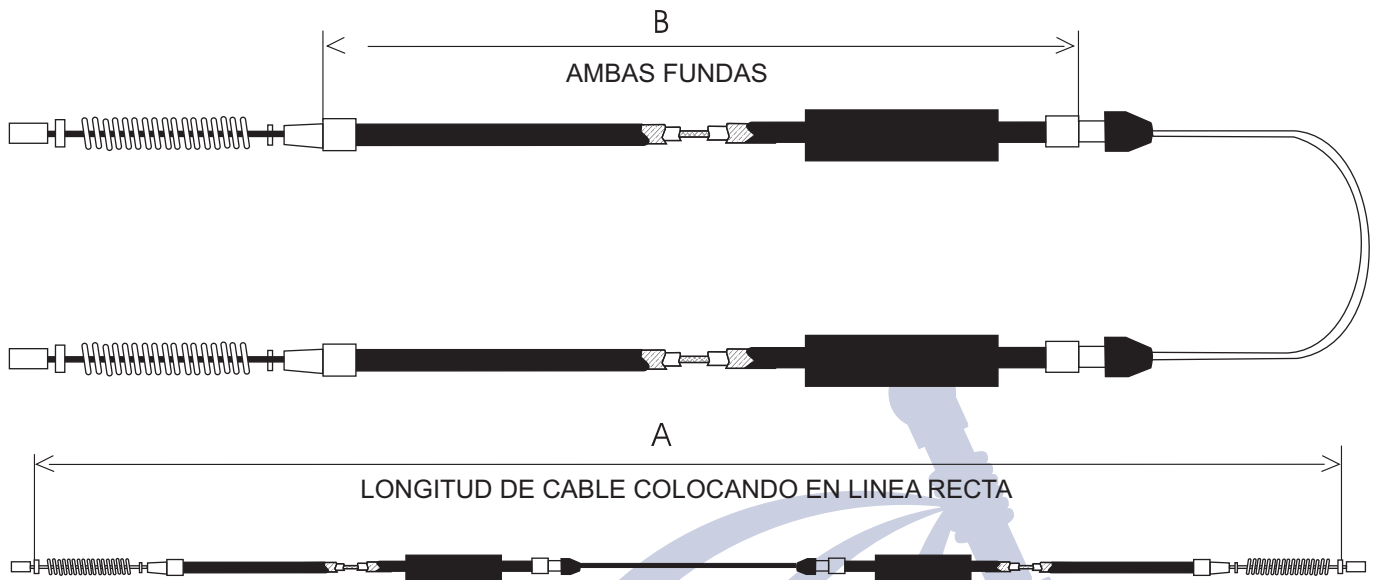 B
AMBAS FUNDAS
A
LONGITUD DE CABLE COLOCANDO EN LINEA RECTA